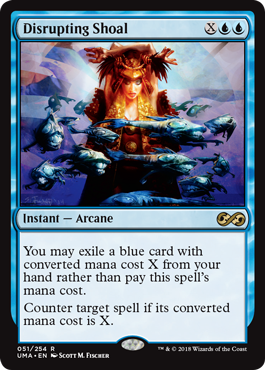 Disrupting Shoal XUU
Instant — Arcane
You may exile a blue card with
converted mana cost X from your
hand rather than pay this spell's
mana cost.
Counter target spell if its converted
mana cost is X.
051/254 R
UMA • EN Scott M. Fischer ™ & © 2018 Wizards of the Coast